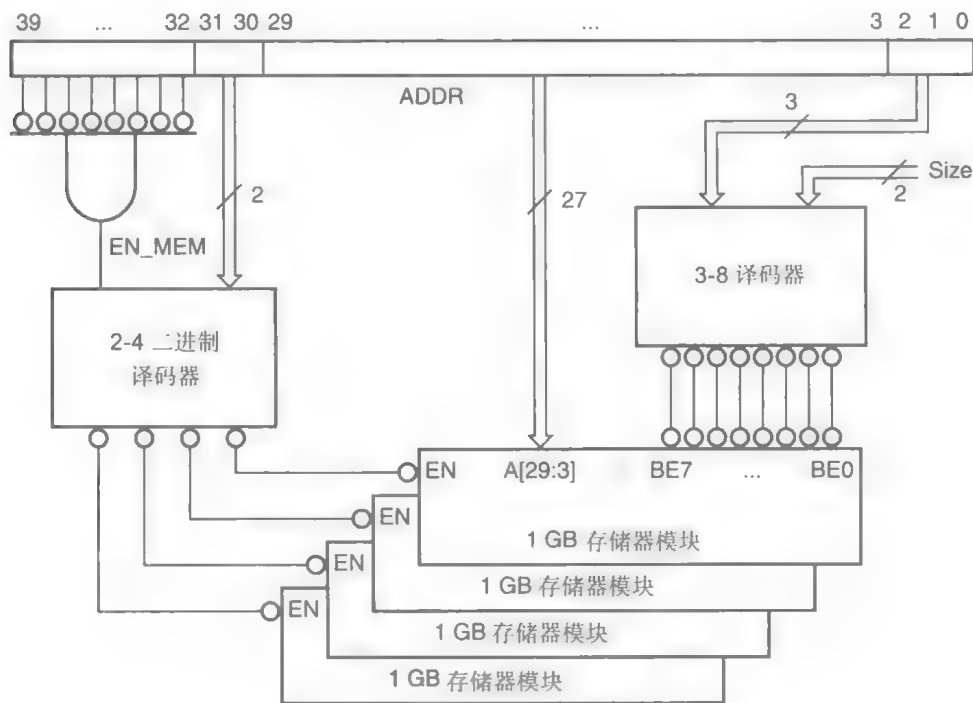 39 ... 32 31 30 29 ... 3 2 1 0
ADDR
3
Size
2
2
27
EN_MEM
3-8 译码器
2-4 二进制
译码器
EN A[29:3] BE7 ... BE0
1 GB 存储器模块
EN
1 GB 存储器模块
EN
1 GB 存储器模块
EN
1 GB 存储器模块